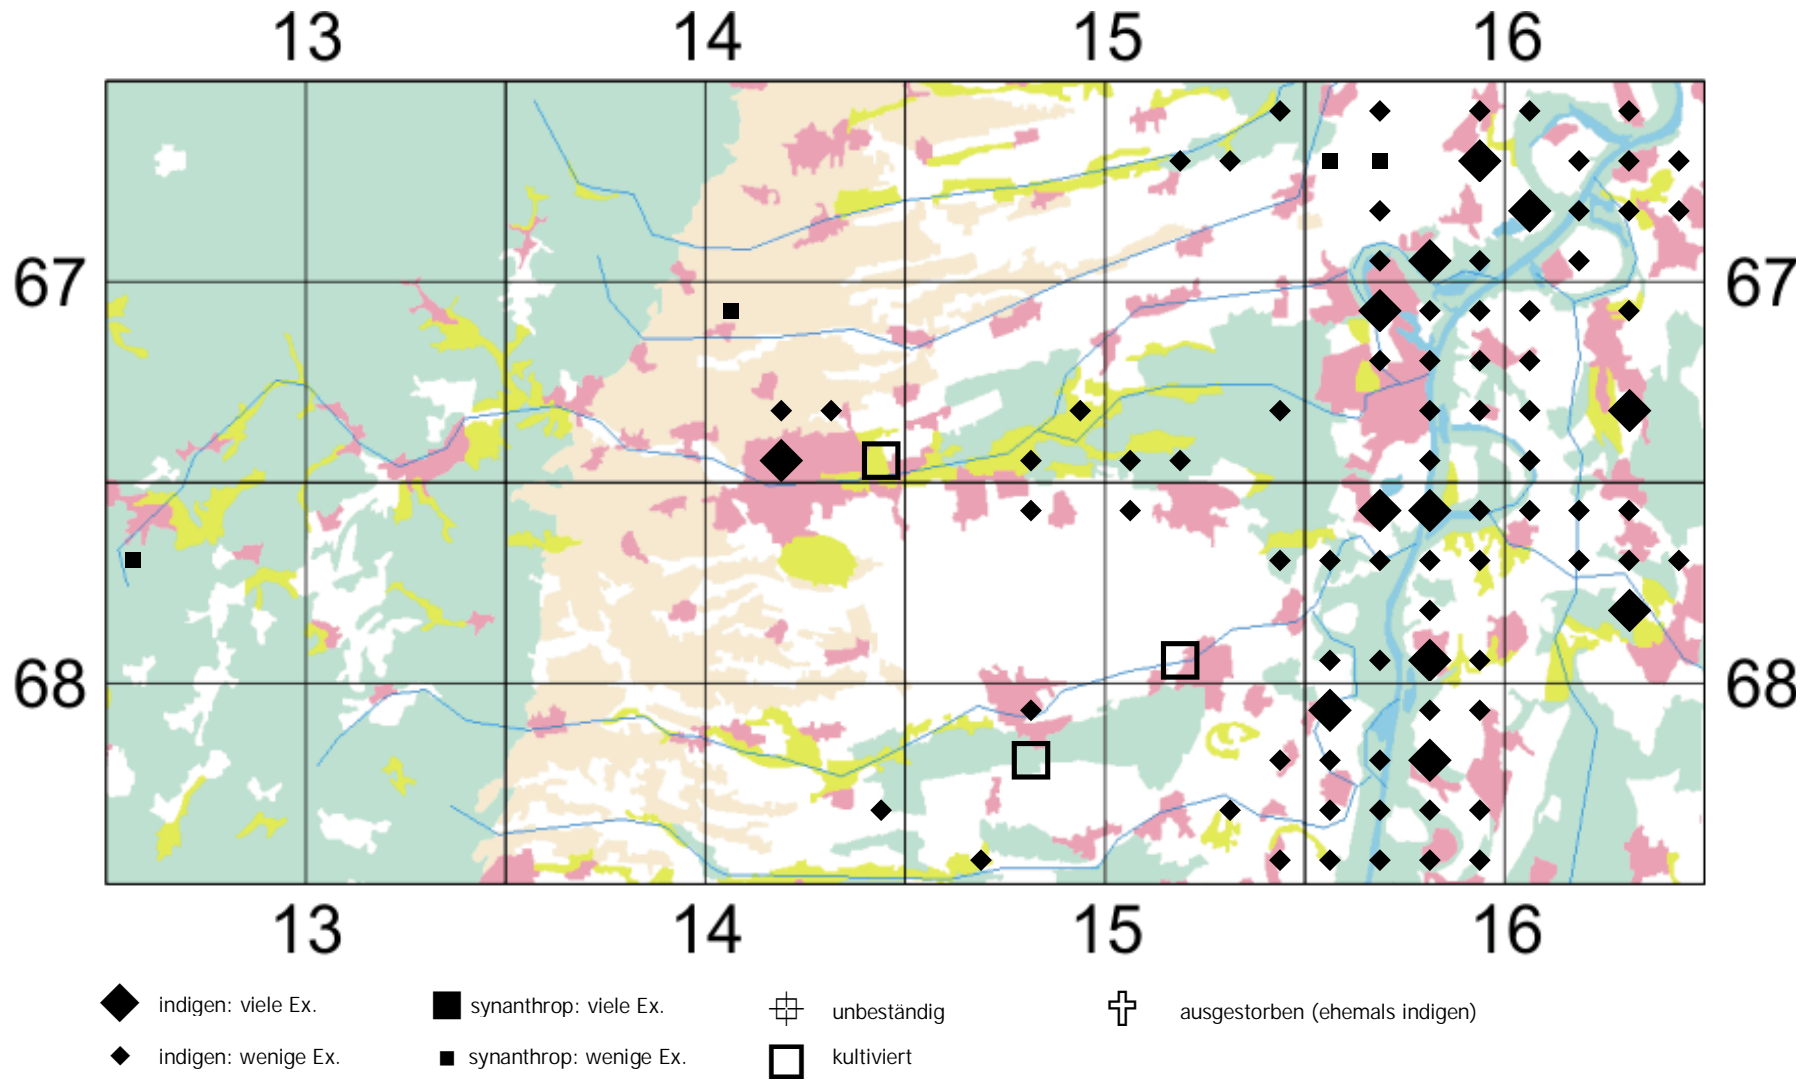 13 14 15 16
67 67
68 68
13 14 15 16
indigen: viele Ex. synanthrop: viele Ex. unbeständig ausgestorben (ehemals indigen)
indigen: wenige Ex. synanthrop: wenige Ex. kultiviert